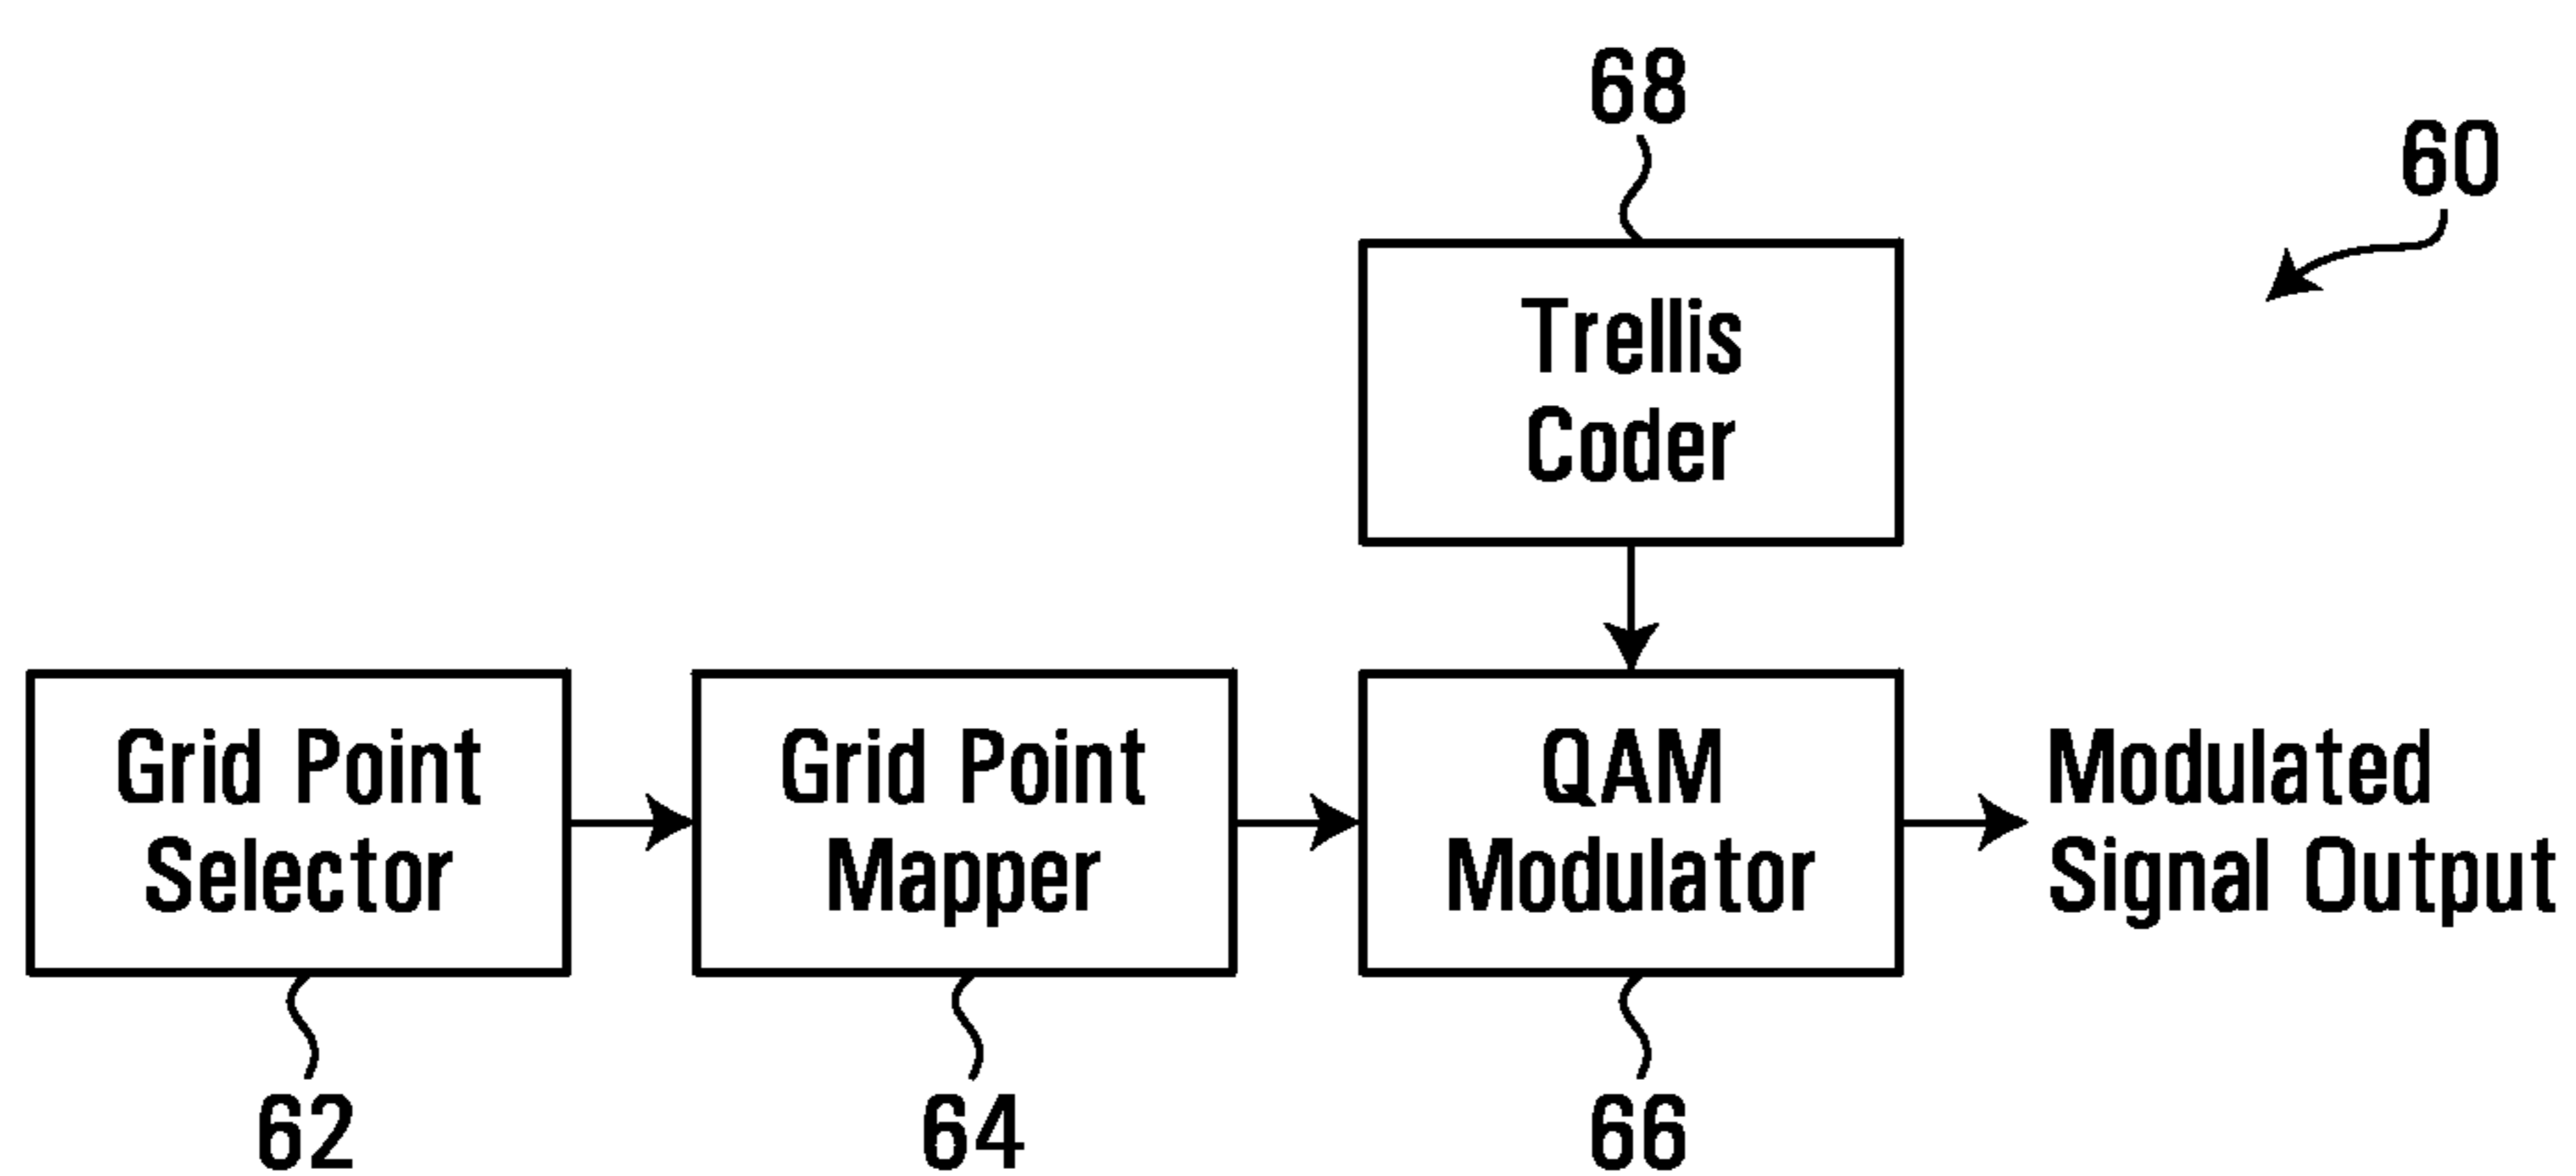 68
60
Trellis
Coder
Grid Point
Selector
Grid Point
Mapper
QAM
Modulator
Modulated
Signal Output
62
64
66